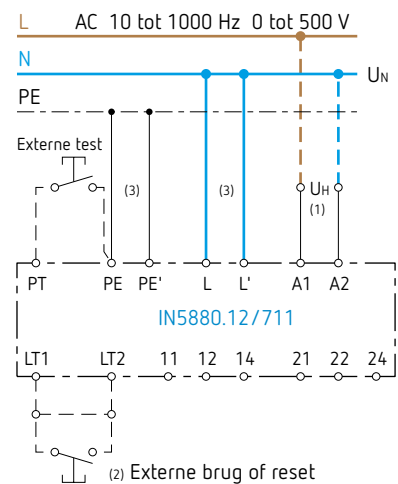 L AC 10 tot 1000 Hz 0 tot 500 V
N
UN
PE
Externe test
(3) (3) UH
(1)
PT PE PE' L L' A1 A2
IN5880.12/711
LT1 LT2 11 12 14 21 22 24
(2) Externe brug of reset